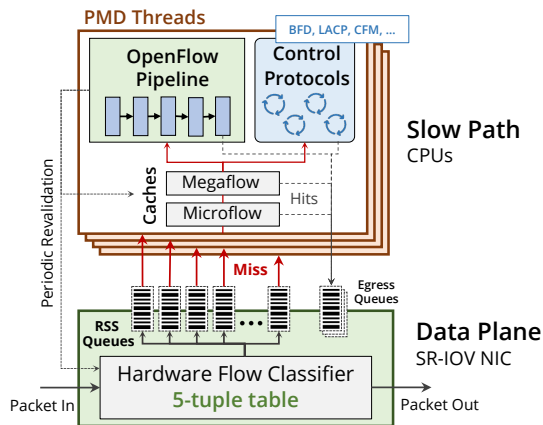 PMD Threads
BFD, LACP, CFM, ...
OpenFlow
Pipeline
Control
Protocols
Slow Path
CPUs
Caches
Megaflow
Microflow
Hits
Periodic Revalidation
Miss
Egress
Queues
RSS
Queues
Data Plane
SR-IOV NIC
Hardware Flow Classifier
5-tuple table
Packet In
Packet Out